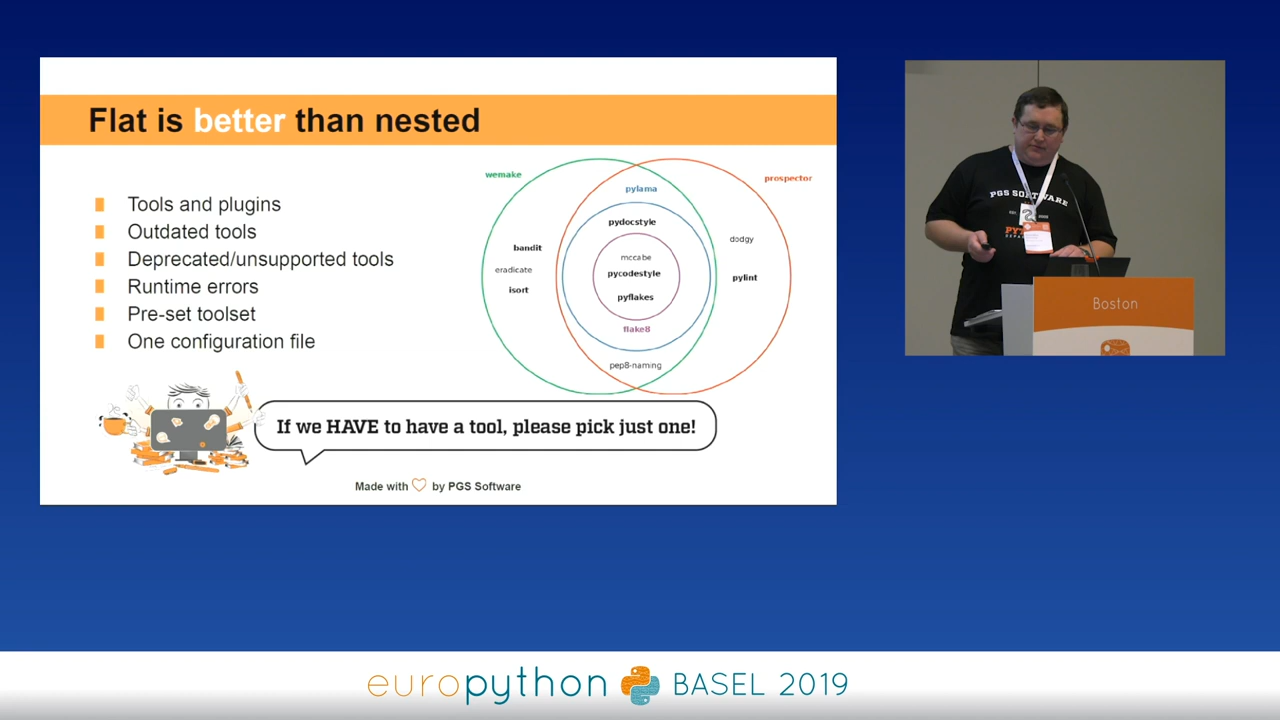 Flat is better than nested
Tools and plugins
Outdated tools
Deprecated/unsupported tools
Runtime errors
Pre-set toolset
One configuration file
wemake
prospector
pylama
pydocstyle
bandit
eradicate
isort
mccabe
pycodestyle
pyflakes
dodgy
pylint
flake8
pep8-naming
If we HAVE to have a tool, please pick just one!
Made with by PGS Software
PGS SOFTWARE
Boston
europython BASEL 2019